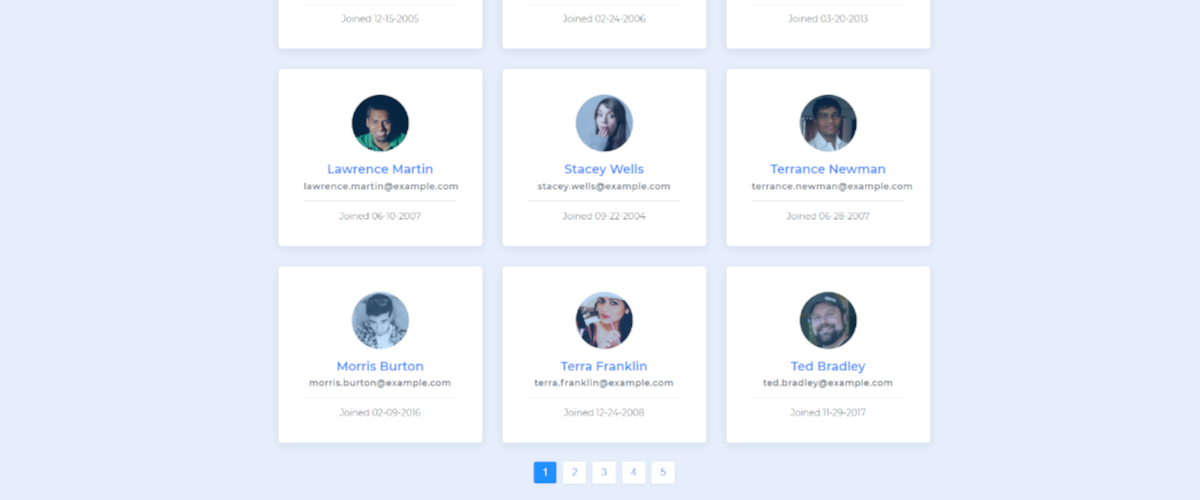 Joined 12-15-2005 Joined 02-24-2006 Joined 03-20-2013
Lawrence Martin Stacey Wells Terrance Newman
lawrence.martin@example.com stacey.wells@example.com terrance.newman@example.com
Joined 06-10-2007 Joined 09-22-2004 Joined 06-28-2007
Morris Burton Terra Franklin Ted Bradley
morris.burton@example.com terra.franklin@example.com ted.bradley@example.com
Joined 02-09-2016 Joined 12-24-2008 Joined 11-29-2017
1 2 3 4 5